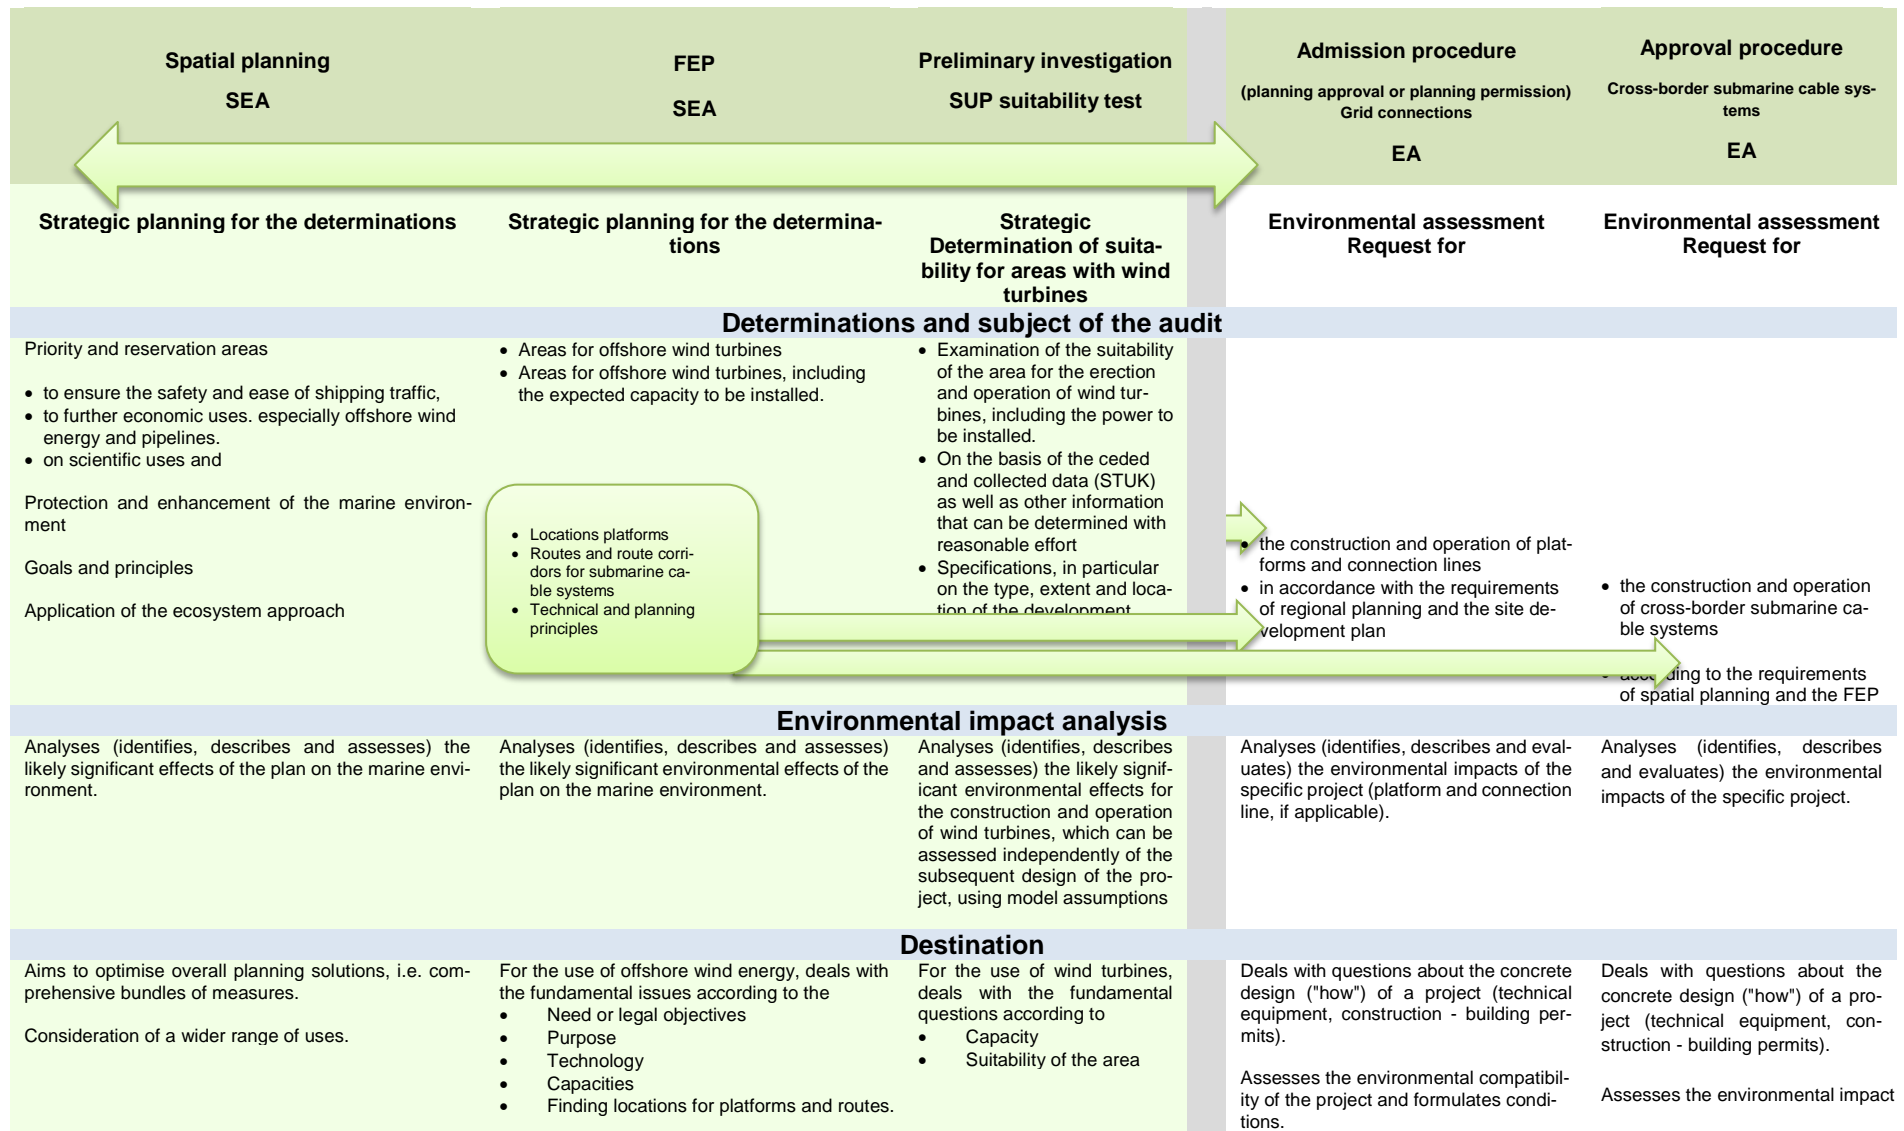 Spatial planning
SEA
FEP
SEA
Preliminary investigation
SUP suitability test
Admission procedure
(planning approval or planning permission)
Grid connections
EA
Approval procedure
Cross-border submarine cable sys-
tems
EA
Strategic planning for the determinations
Strategic planning for the determina-
tions
Strategic
Determination of suita-
bility for areas with wind
turbines
Environmental assessment
Request for
Environmental assessment
Request for
Determinations and subject of the audit
Priority and reservation areas
• to ensure the safety and ease of shipping traffic,
• to further economic uses. especially offshore wind
energy and pipelines.
• on scientific uses and
Protection and enhancement of the marine environ-
ment
Goals and principles
Application of the ecosystem approach
• Areas for offshore wind turbines
• Areas for offshore wind turbines, including
the expected capacity to be installed.
• Locations platforms
• Routes and route corri-
dors for submarine ca-
ble systems
• Technical and planning
principles
• Examination of the suitability
of the area for the erection
and operation of wind tur-
bines, including the power to
be installed.
• On the basis of the ceded
and collected data (STUK)
as well as other information
that can be determined with
reasonable effort
• Specifications, in particular
on the type, extent and loca-
tion of the development
• the construction and operation of plat-
forms and connection lines
• in accordance with the requirements
of regional planning and the site de-
velopment plan
• the construction and operation
of cross-border submarine ca-
ble systems
• according to the requirements
of spatial planning and the FEP
Environmental impact analysis
Analyses (identifies, describes and assesses) the
likely significant effects of the plan on the marine envi-
ronment.
Analyses (identifies, describes and assesses)
the likely significant environmental effects of the
plan on the marine environment.
Analyses (identifies, describes
and assesses) the likely signif-
icant environmental effects for
the construction and operation
of wind turbines, which can be
assessed independently of the
subsequent design of the pro-
ject, using model assumptions
Analyses (identifies, describes and eval-
uates) the environmental impacts of the
specific project (platform and connection
line, if applicable).
Analyses (identifies, describes
and evaluates) the environmental
impacts of the specific project.
Destination
Aims to optimise overall planning solutions, i.e. com-
prehensive bundles of measures.
Consideration of a wider range of uses.
For the use of offshore wind energy, deals with
the fundamental issues according to the
• Need or legal objectives
• Purpose
• Technology
• Capacities
• Finding locations for platforms and routes.
For the use of wind turbines,
deals with the fundamental
questions according to
• Capacity
• Suitability of the area
Deals with questions about the concrete
design ("how") of a project (technical
equipment, construction - building per-
mits).
Assesses the environmental compatibil-
ity of the project and formulates condi-
tions.
Deals with questions about the
concrete design ("how") of a pro-
ject (technical equipment, con-
struction - building permits).
Assesses the environmental impact